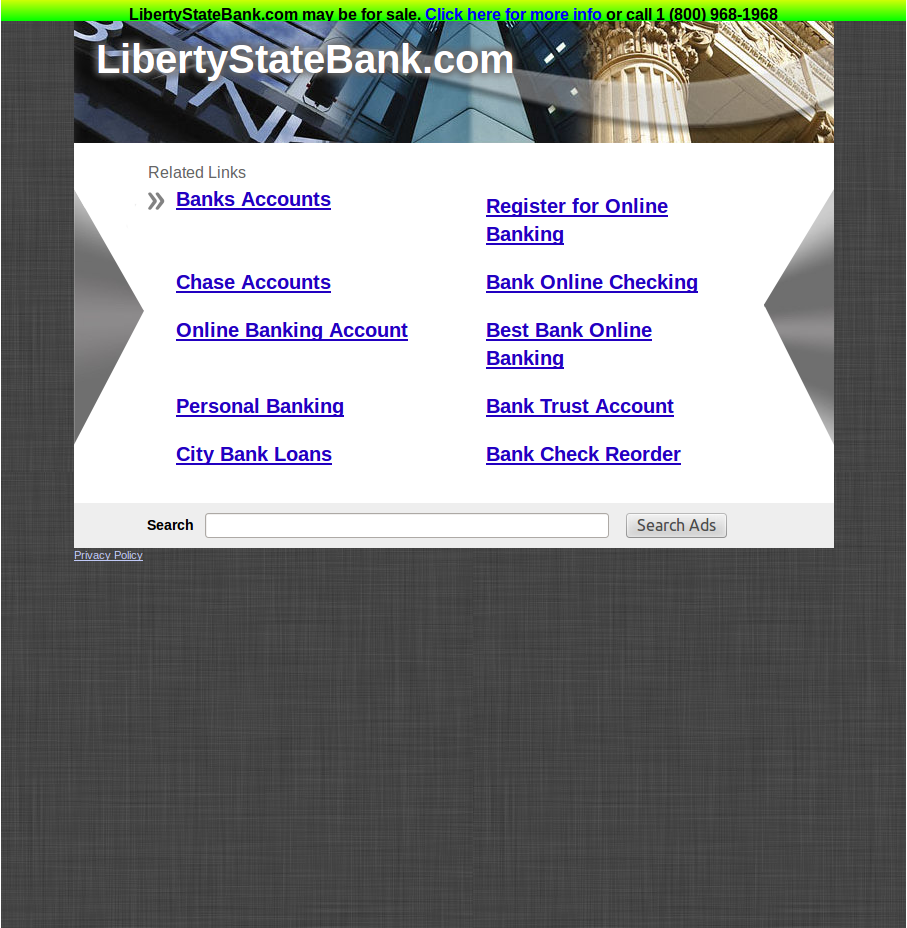 LibertyStateBank.com may be for sale. Click here for more info or call 1 (800) 968-1968
LibertyStateBank.com
Related Links
Banks Accounts
Register for Online
Banking
Chase Accounts
Bank Online Checking
Online Banking Account
Best Bank Online
Banking
Personal Banking
Bank Trust Account
City Bank Loans
Bank Check Reorder
Search
Search Ads
Privacy Policy